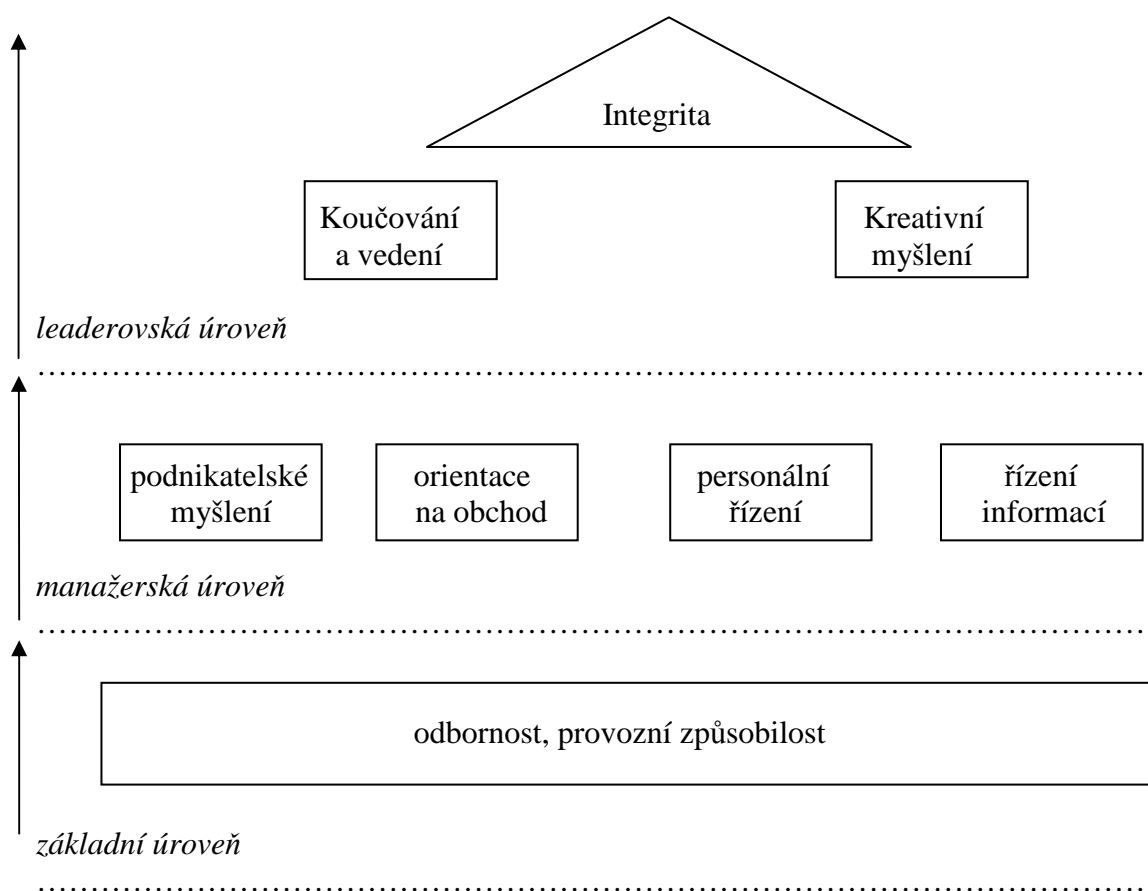 Integrita
Koučování
a vedení
Kreativní
myšlení
leaderovská úroveň
podnikatelské
myšlení
orientace
na obchod
personální
řízení
řízení
informací
manažerská úroveň
odbornost, provozní způsobilost
základní úroveň